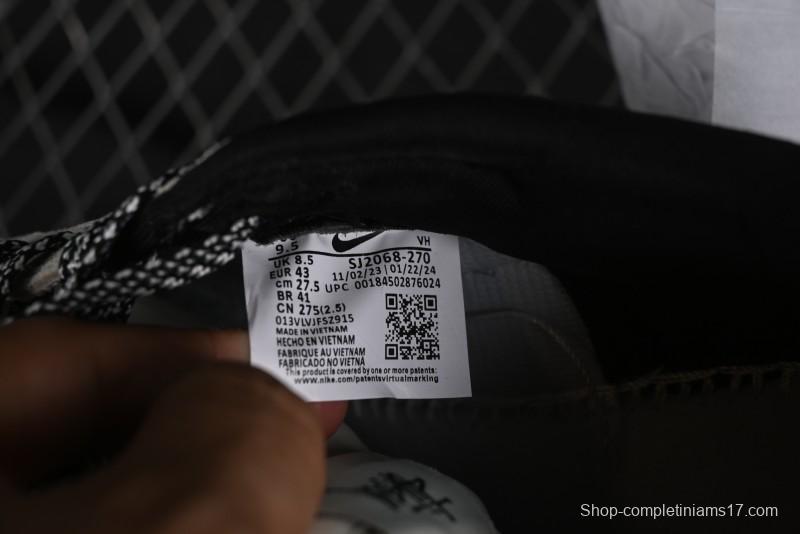 9.5
VH
UK 8.5
SJ2068-270
EUR 43
11/02/23 | 01/22/24
cm 27.5
UPC 00184502876024
BR 41
CN 275(2.5)
013VLVJFSZ915
MADE IN VIETNAM
HECHO EN VIETNAM
FABRIQUE AU VIETNAM
FABRICADO NO VIETNÃ
This product is covered by one or more patents:
www.nike.com/patentsvirtualmarking
Shop-completiniams17.com